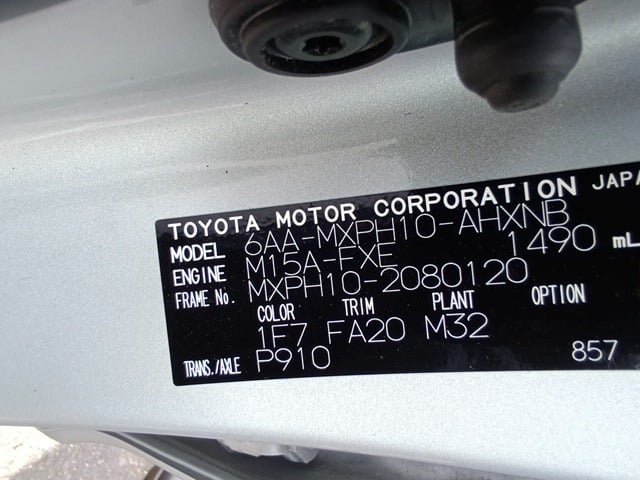 TOYOTA MOTOR CORPORATION JAPA
MODEL 6AA-MXPH10-AHXNB
ENGINE M15A-FXE 1490 mL
FRAME No. MXPH10-2080120
COLOR TRIM PLANT OPTION
1F7 FA20 M32
TRANS./AXLE P910 857